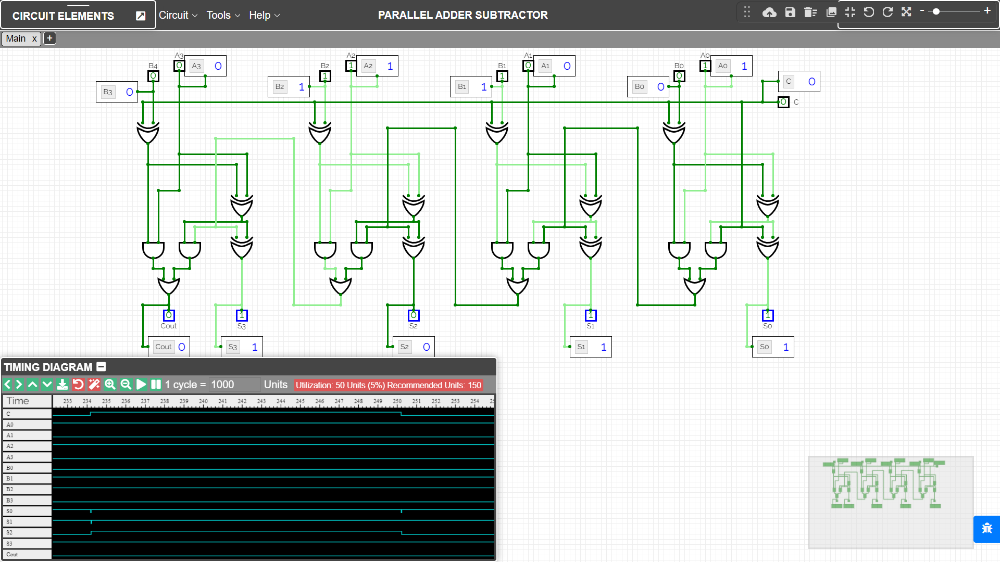 CIRCUIT ELEMENTS
Circuit Tools Help
PARALLEL ADDER SUBTRACTOR
- +
Main x +
A3 A3 0 A2 A2 1 A1 A1 0 A0 A0 1
0 1 0 1
B4 B2 B1 B0
0 1 1 0
B3 0 B2 1 B1 1 B0 0 C 0
0 C
0 1 0 1 1
Cout S3 S2 S1 S0
Cout 0 S3 1 S2 0 S1 1 S0 1
TIMING DIAGRAM
1 cycle = 1000 Units Utilization: 50 Units (5%) Recommended Units: 150
Time 233 234 235 236 237 238 239 240 241 242 243 244 245 246 247 248 249 250 251 252 253 254
C
A0
A1
A2
A3
B0
B1
B2
B3
S0
S1
S2
S3
Cout